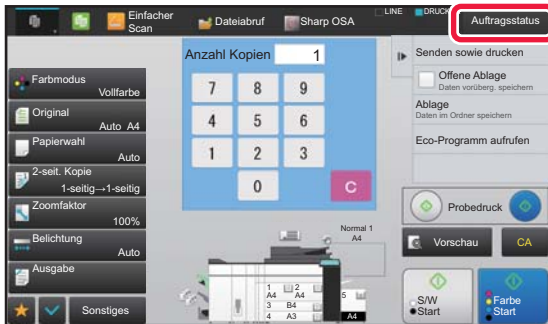 Einfacher
Scan
Dateiabruf
Sharp OSA
LINE
DRUCK
Auftragsstatus
Farbmodus
Vollfarbe
Original
Auto A4
Papierwahl
Auto
2-seit. Kopie
1-seitig→1-seitig
Zoomfaktor
100%
Belichtung
Auto
Ausgabe
Sonstiges
Anzahl Kopien 1
7 8 9
4 5 6
1 2 3
0 C
Normal 1
A4
1 A4
2 A4
3 B4
4 A3
5
A4
Senden sowie drucken
Offene Ablage
Daten vorüberg. speichern
Ablage
Daten im Ordner speichern
Eco-Programm aufrufen
Probedruck
Vorschau
CA
S/W
Start
Farbe
Start